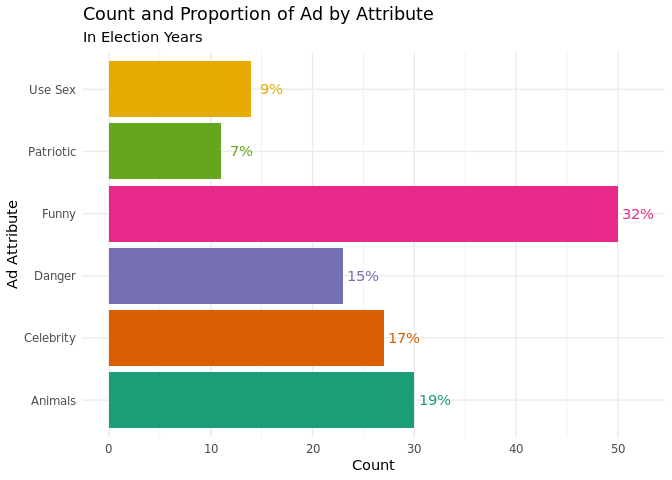 Count and Proportion of Ad by Attribute
In Election Years
Ad Attribute
Use Sex 9%
Patriotic 7%
Funny 32%
Danger 15%
Celebrity 17%
Animals 19%
0 10 20 30 40 50
Count